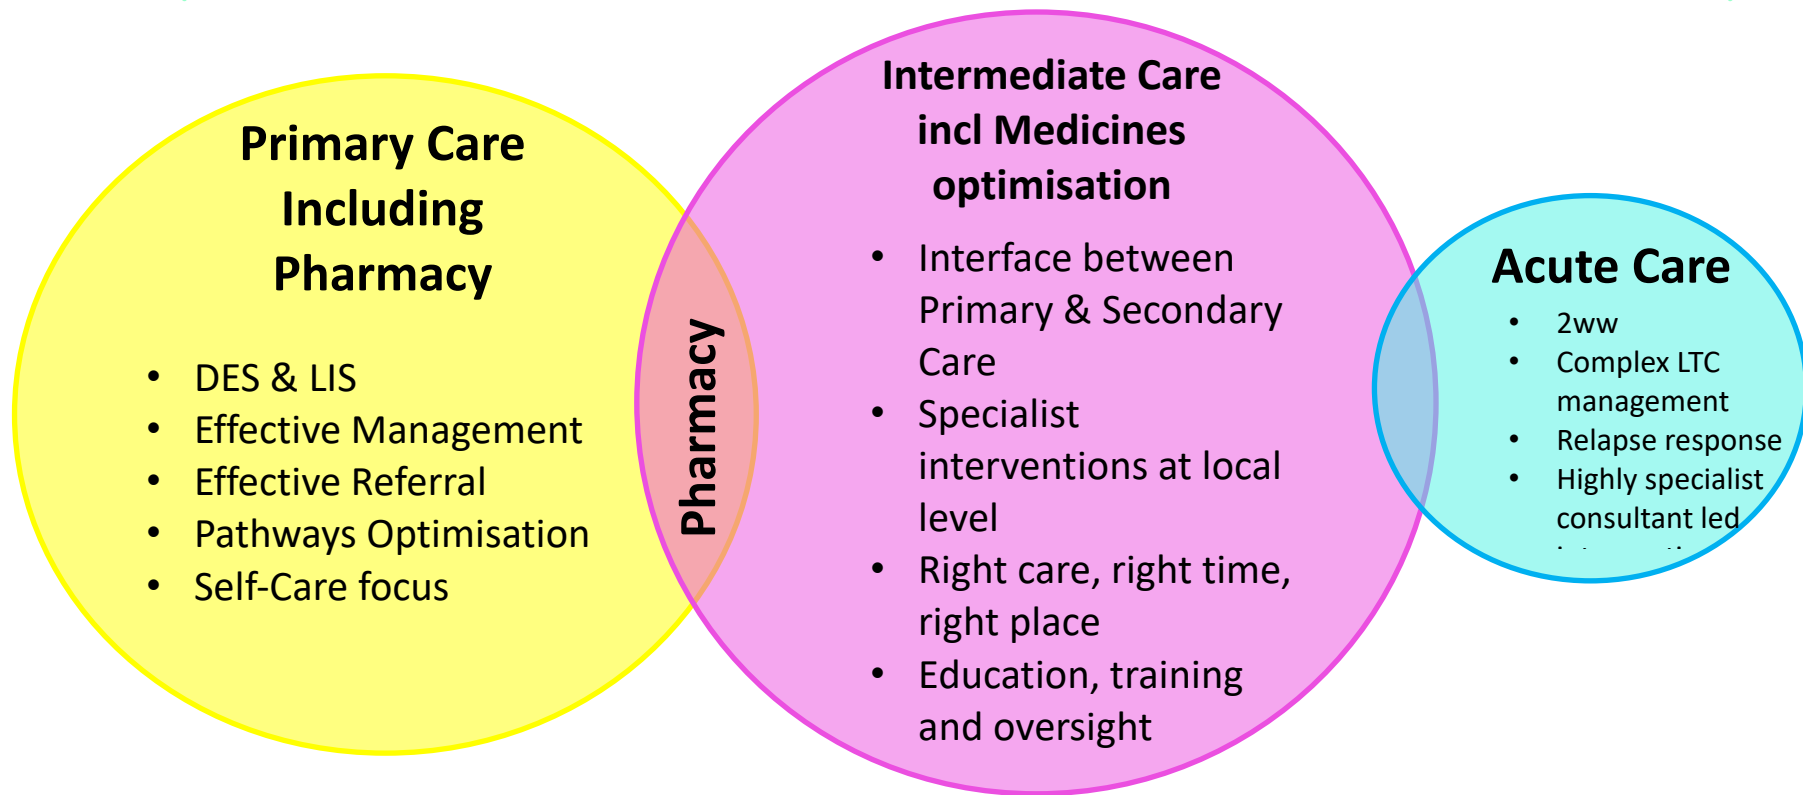 Primary Care
Including
Pharmacy
• DES & LIS
• Effective Management
• Effective Referral
• Pathways Optimisation
• Self-Care focus
Pharmacy
Intermediate Care
incl Medicines
optimisation
• Interface between
Primary & Secondary
Care
• Specialist
interventions at local
level
• Right care, right time,
right place
• Education, training
and oversight
Acute Care
• 2ww
• Complex LTC
management
• Relapse response
• Highly specialist
consultant led